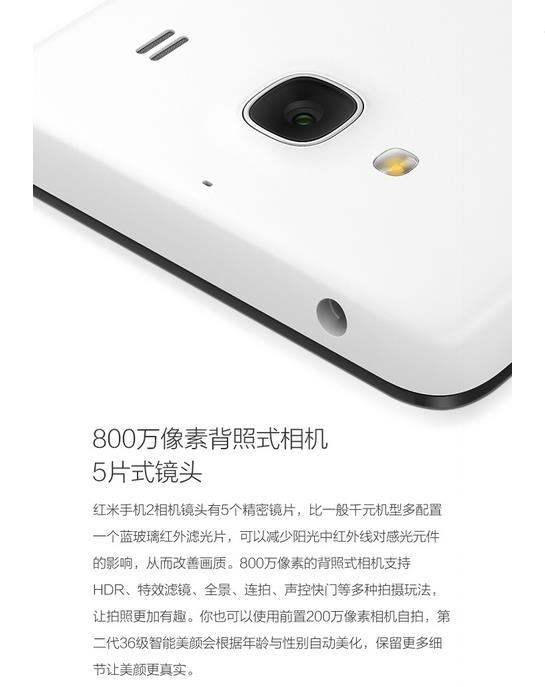 800万像素背照式相机
5片式镜头
红米手机2相机镜头有5个精密镜片，比一般千元机型多配置
一个蓝玻璃红外滤光片，可以减少阳光中红外线对感光元件
的影响，从而改善画质。800万像素的背照式相机支持
HDR、特效滤镜、全景、连拍、声控快门等多种拍摄玩法，
让拍照更加有趣。你也可以使用前置200万像素相机自拍，第
二代36级智能美颜会根据年龄与性别自动美化，保留更多细
节让美颜更真实。